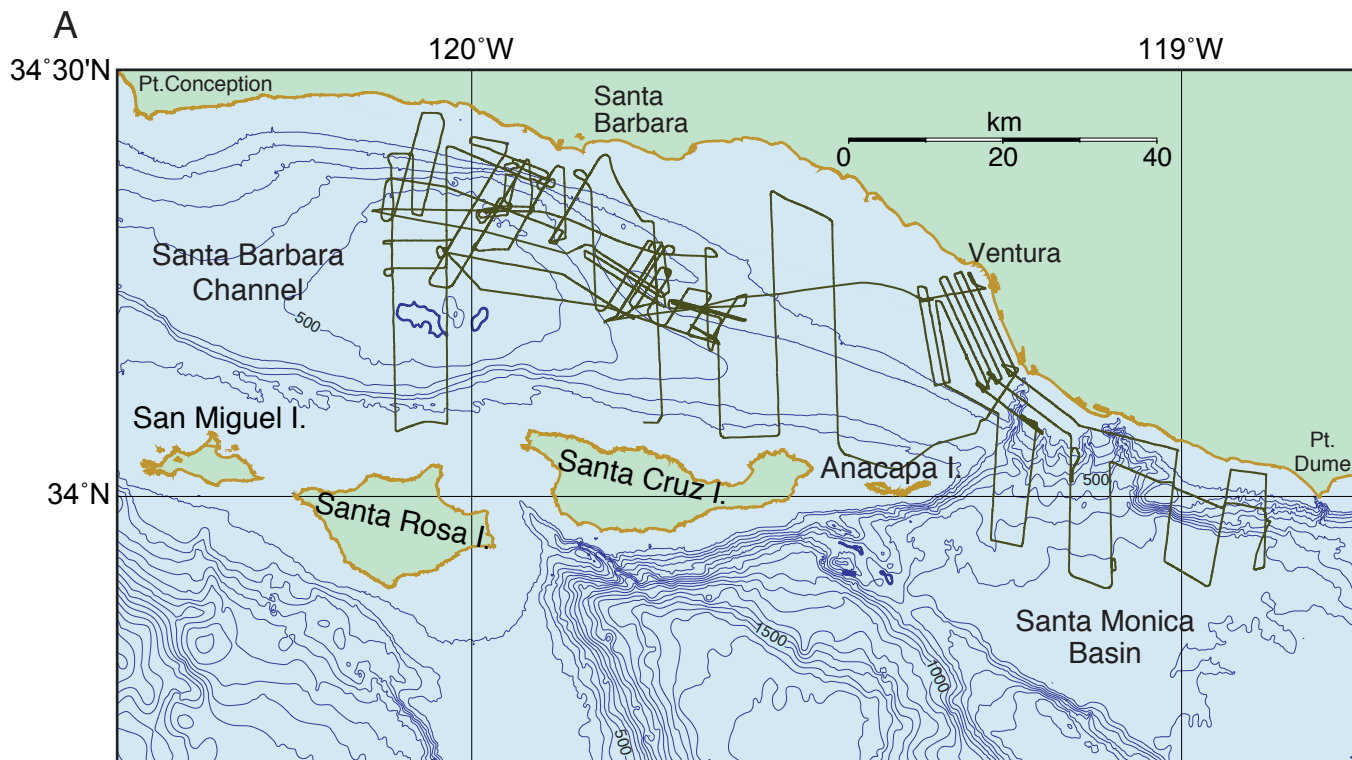 A
120˚W
119˚W
34˚30'N
Pt.Conception
Santa
Barbara
km
0
20
40
Santa Barbara
Channel
Ventura
500
San Miguel I.
Santa Cruz I.
Anacapa I.
Pt.
Dume
500
34˚N
Santa Rosa I.
Santa Monica
Basin
1500
1000
500